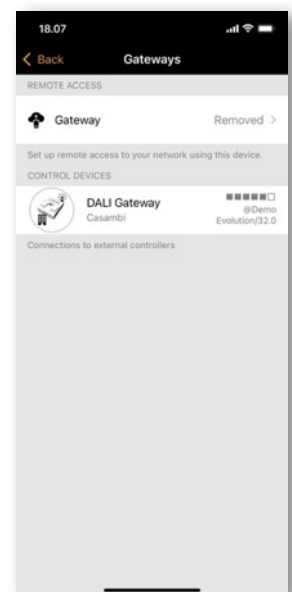 18.07
Back Gateways
REMOTE ACCESS
Gateway Removed
Set up remote access to your network using this device.
CONTROL DEVICES
DALI Gateway
Casambi
@Demo
Evolution/32.0
Connections to external controllers